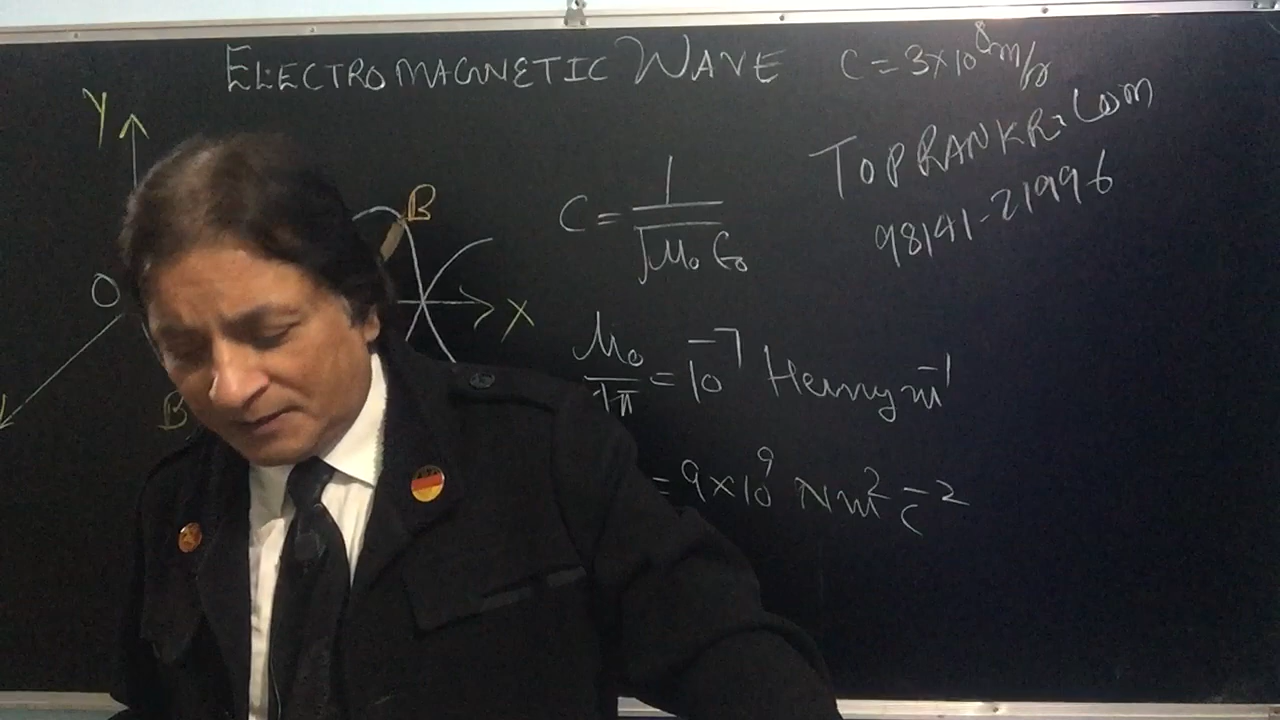 ELECTROMAGNETIC WAVE C = 3×10⁸ m/s
TOPRANKR.COM
98141-21996
Y
B
O
X
B
C = 1/√μ₀ϵ₀
μ₀/4π = 10⁻⁷ Henry m⁻¹
= 9×10⁹ Nm²C⁻²